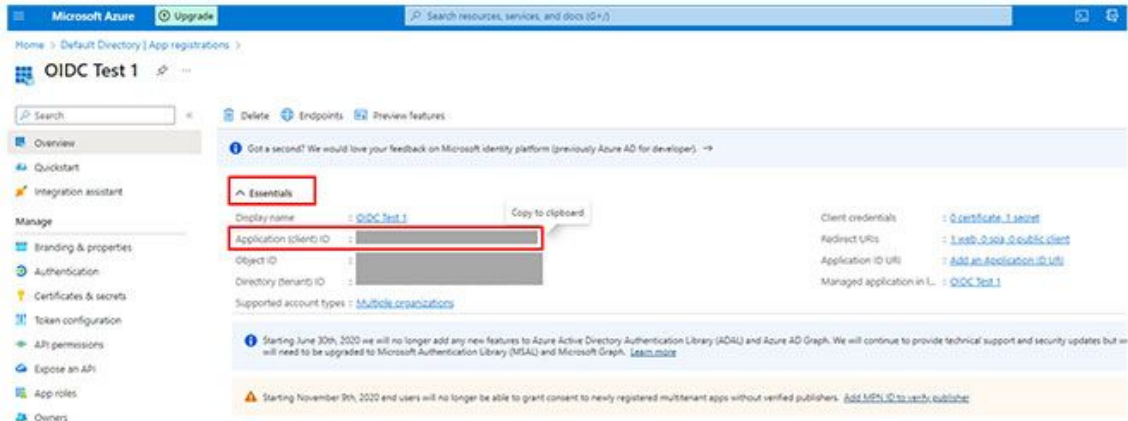 Microsoft Azure
Upgrade
Search resources, services, and docs (G+/)
Home > Default Directory | App registrations >
OIDC Test 1
Search
Delete Endpoints Preview features
Overview
Got a second? We would love your feedback on Microsoft identity platform (previously Azure AD for developer). →
Quickstart
Integration assistant
Essentials
Copy to clipboard
Display name : OIDC Test 1
Client credentials : 0 certificate, 1 secret
Manage
Application (client) ID :
Redirect URIs : 1 web, 0 spa, 0 public client
Branding & properties
Object ID :
Application ID URI : Add an Application ID URI
Authentication
Directory (tenant) ID :
Managed application in l... : OIDC Test 1
Certificates & secrets
Supported account types : Multiple organizations
Token configuration
API permissions
Starting June 30th, 2020 we will no longer add any new features to Azure Active Directory Authentication Library (ADAL) and Azure AD Graph. We will continue to provide technical support and security updates but
will need to be upgraded to Microsoft Authentication Library (MSAL) and Microsoft Graph. Learn more
Expose an API
App roles
Starting November 9th, 2020 end users will no longer be able to grant consent to newly registered multitenant apps without verified publishers. Add MPN ID to verify publisher
Owners